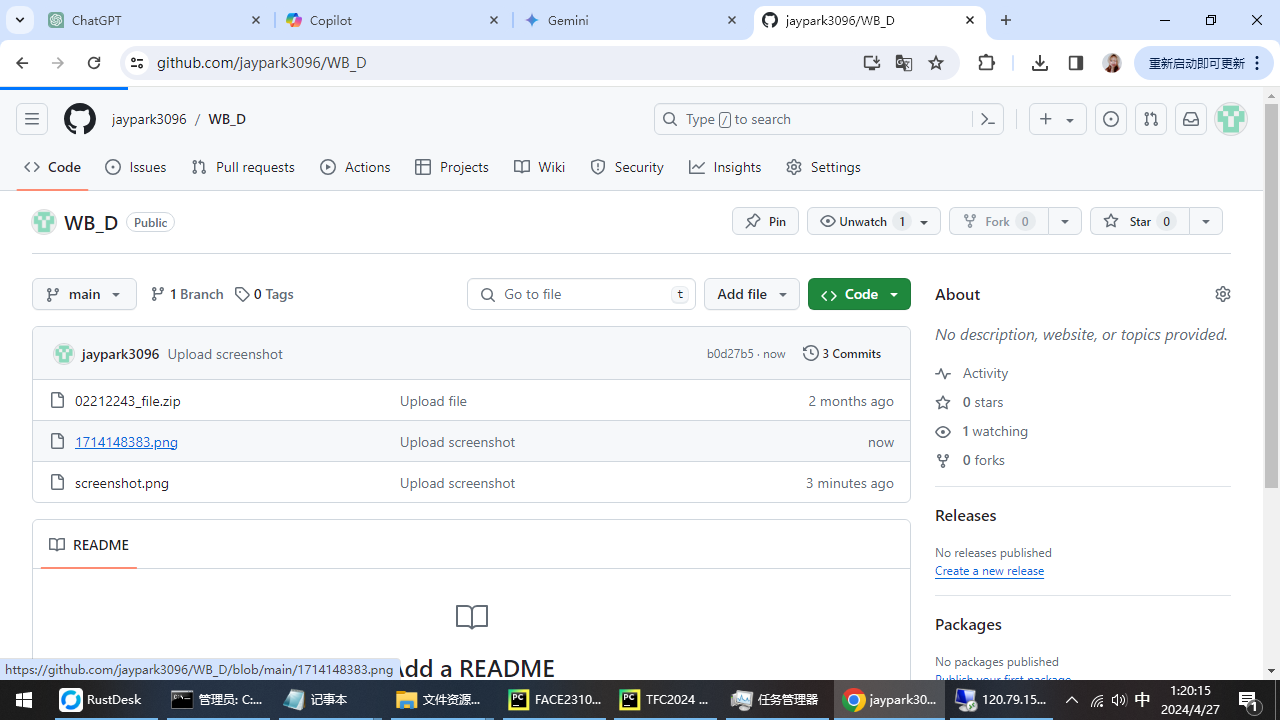 ChatGPT
Copilot
Gemini
jaypark3096/WB_D
github.com/jaypark3096/WB_D
重新启动即可更新
jaypark3096 / WB_D
Type / to search
Code
Issues
Pull requests
Actions
Projects
Wiki
Security
Insights
Settings
WB_D Public
Pin
Unwatch 1
Fork 0
Star 0
main
1 Branch
0 Tags
Go to file t
Add file
Code
jaypark3096 Upload screenshot b0d27b5 · now 3 Commits
02212243_file.zip Upload file 2 months ago
1714148383.png Upload screenshot now
screenshot.png Upload screenshot 3 minutes ago
README
Add a README
About
No description, website, or topics provided.
Activity
0 stars
1 watching
0 forks
Releases
No releases published
Create a new release
Packages
No packages published
Publish your first package
https://github.com/jaypark3096/WB_D/blob/main/1714148383.png
RustDesk
管理员: C:...
记事本
文件资源...
FACE2310...
TFC2024 ...
任务管理器
jaypark30...
120.79.15...
中
1:20:15
2024/4/27
1